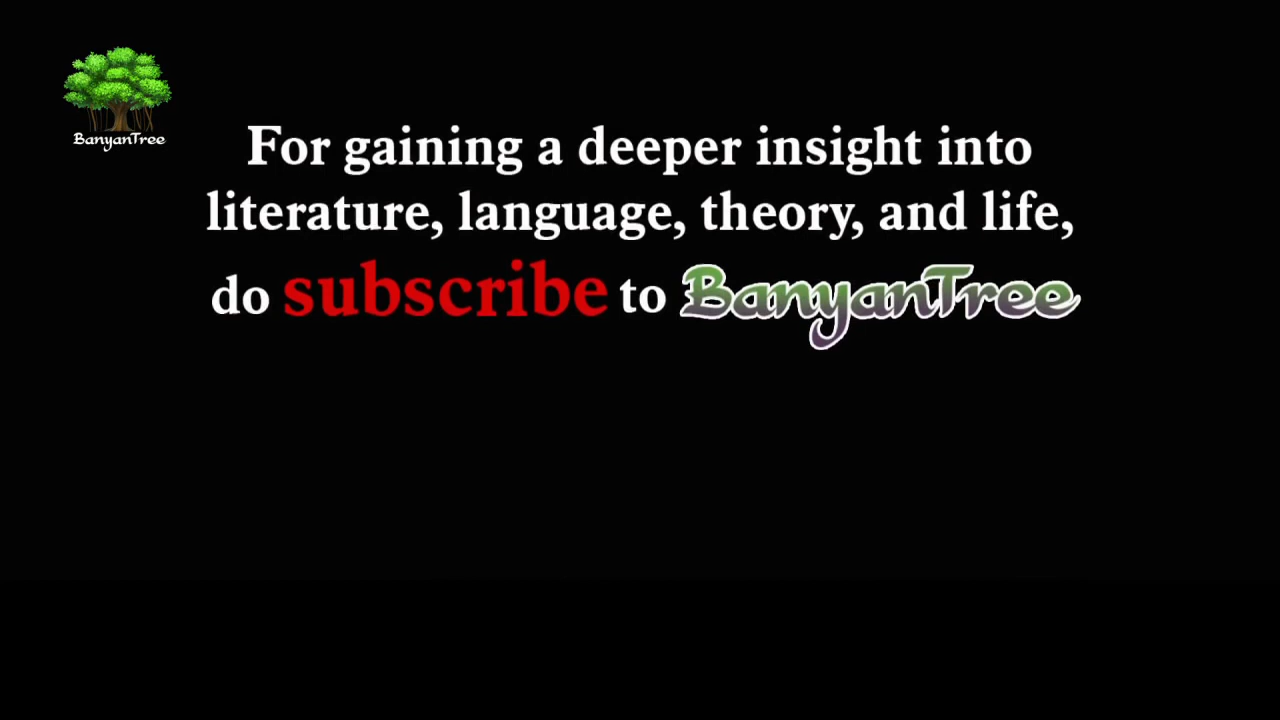 BanyanTree
For gaining a deeper insight into
literature, language, theory, and life,
do subscribe to BanyanTree